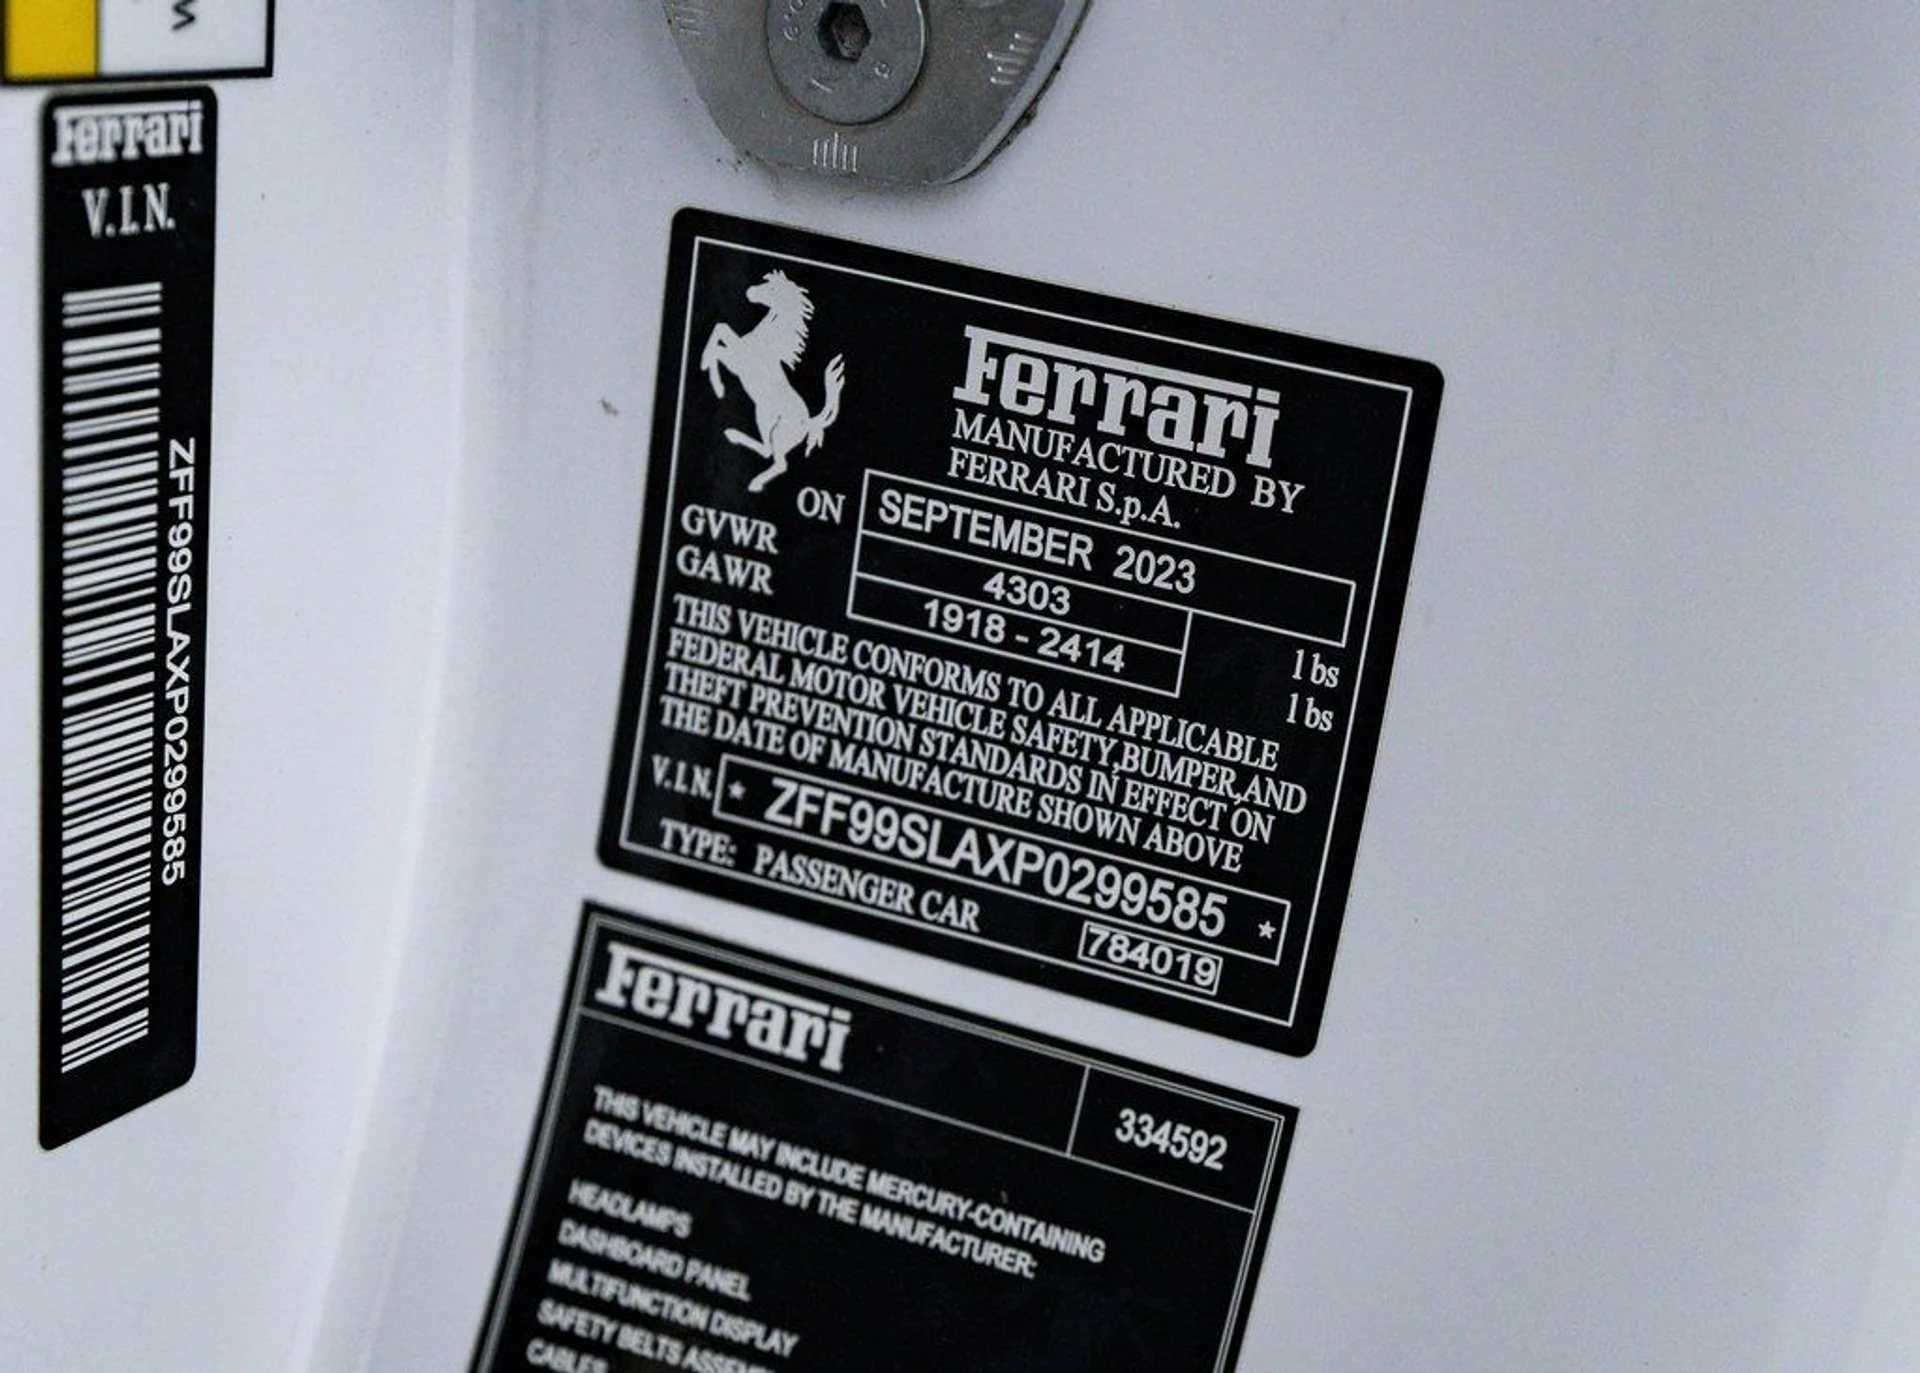 Ferrari
V.I.N.
ZFF99SLAXP0299585
Ferrari
MANUFACTURED BY
FERRARI S.p.A.
ON SEPTEMBER 2023
GVWR 4303 lbs
GAWR 1918 - 2414 lbs
THIS VEHICLE CONFORMS TO ALL APPLICABLE
FEDERAL MOTOR VEHICLE SAFETY,BUMPER,AND
THEFT PREVENTION STANDARDS IN EFFECT ON
THE DATE OF MANUFACTURE SHOWN ABOVE
V.I.N. * ZFF99SLAXP0299585 *
TYPE: PASSENGER CAR 784019
Ferrari 334592
THIS VEHICLE MAY INCLUDE MERCURY-CONTAINING
DEVICES INSTALLED BY THE MANUFACTURER:
HEADLAMPS
DASHBOARD PANEL
MULTIFUNCTION DISPLAY
SAFETY BELTS
CABLES